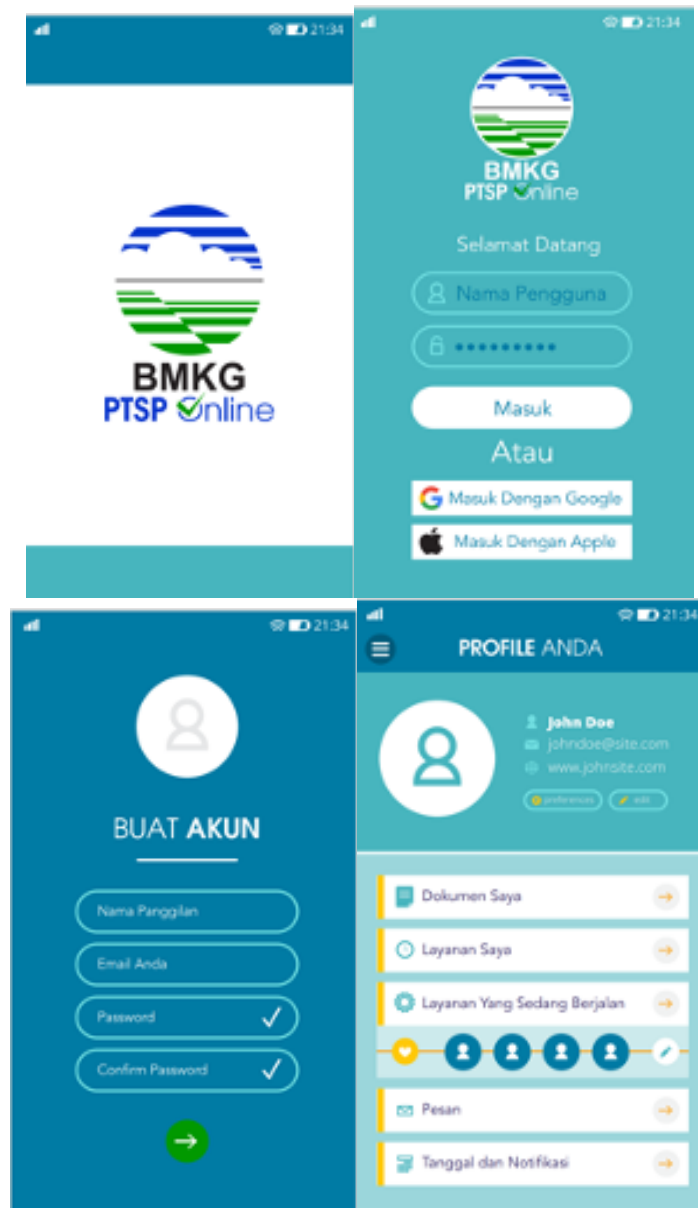 21:34
BMKG
PTSP Online
21:34
BMKG
PTSP Online
Selamat Datang
Nama Pengguna
Masuk
Atau
Masuk Dengan Google
Masuk Dengan Apple
21:34
BUAT AKUN
Nama Panggilan
Email Anda
Password
Confirm Password
21:34
PROFILE ANDA
John Doe
johndoe@site.com
www.johnsite.com
preferences
edit
Dokumen Saya
Layanan Saya
Layanan Yang Sedang Berjalan
Pesan
Tanggal dan Notifikasi